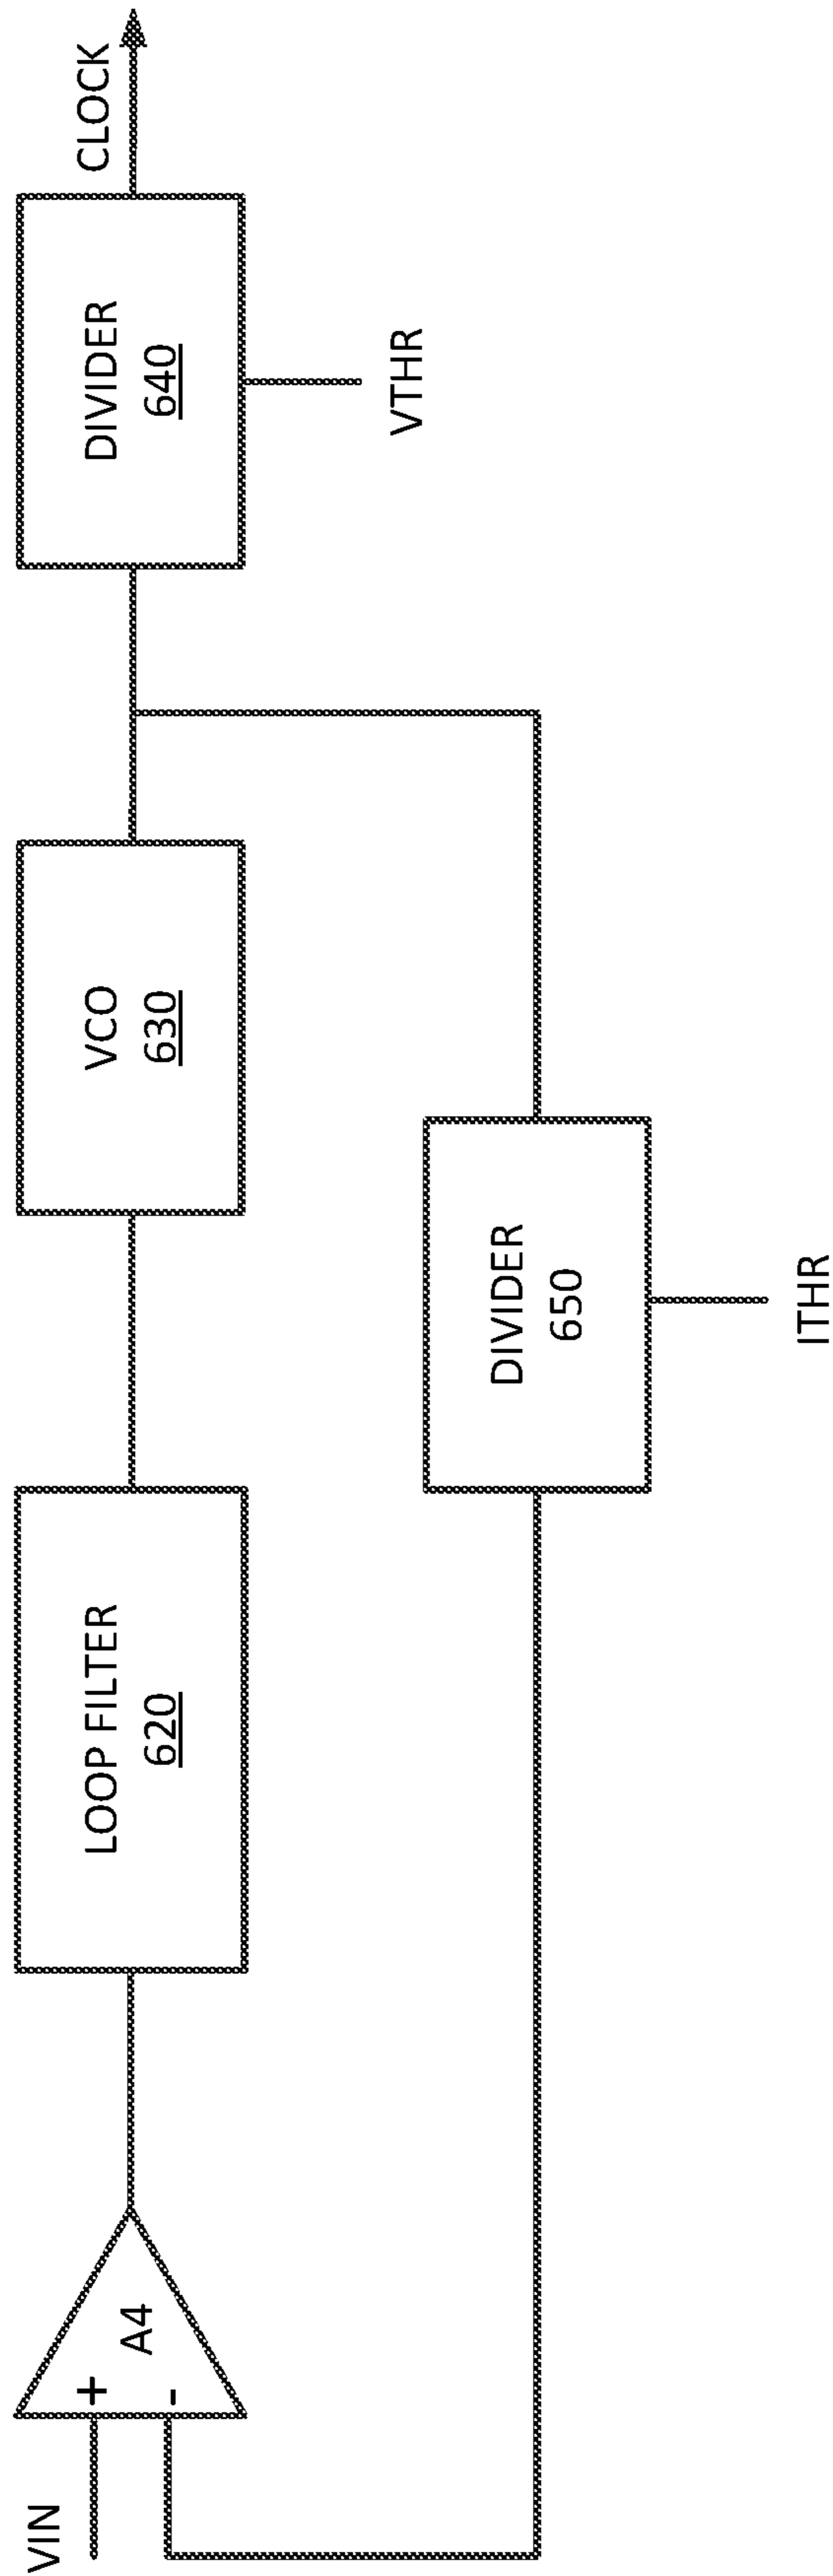 VIN
+
-
A4
LOOP FILTER
620
VCO
630
DIVIDER
640
CLOCK
VTHR
DIVIDER
650
ITHR